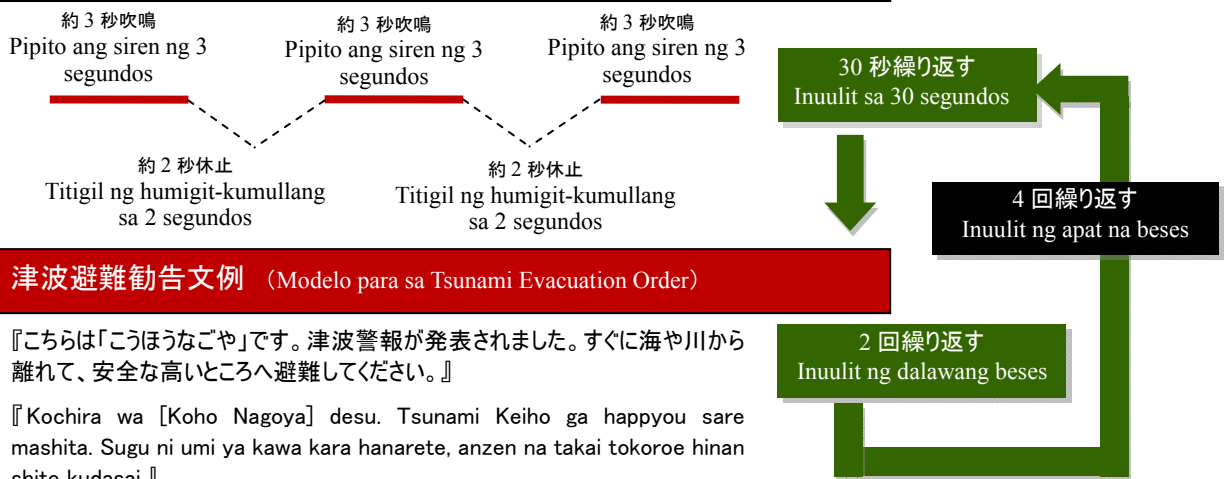 約 3 秒吹鳴
Pipito ang siren ng 3
segundos
約 3 秒吹鳴
Pipito ang siren ng 3
segundos
約 3 秒吹鳴
Pipito ang siren ng 3
segundos
約 2 秒休止
Titigil ng humigit-kumullang
sa 2 segundos
約 2 秒休止
Titigil ng humigit-kumullang
sa 2 segundos
30 秒繰り返す
Inuulit sa 30 segundos
4 回繰り返す
Inuulit ng apat na beses
津波避難勧告文例 （Modelo para sa Tsunami Evacuation Order）
『こちらは「こうほうなごや」です。津波警報が発表されました。すぐに海や川から
離れて、安全な高いところへ避難してください。』
『Kochira wa [Koho Nagoya] desu. Tsunami Keiho ga happyou sare
mashita. Sugu ni umi ya kawa kara hanarete, anzen na takai tokoroe hinan
shite kudasai.』
2 回繰り返す
Inuulit ng dalawang beses